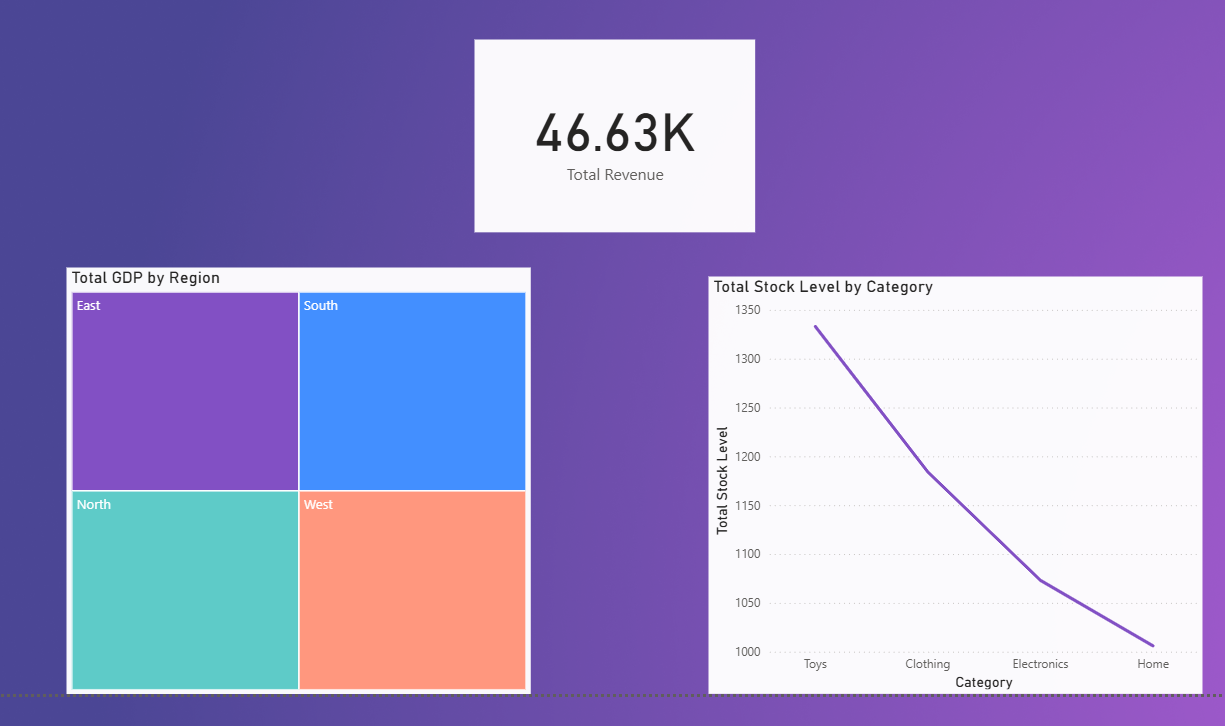 46.63K
Total Revenue
Total GDP by Region
East
South
North
West
Total Stock Level by Category
Total Stock Level
1350
1300
1250
1200
1150
1100
1050
1000
Toys Clothing Electronics Home
Category